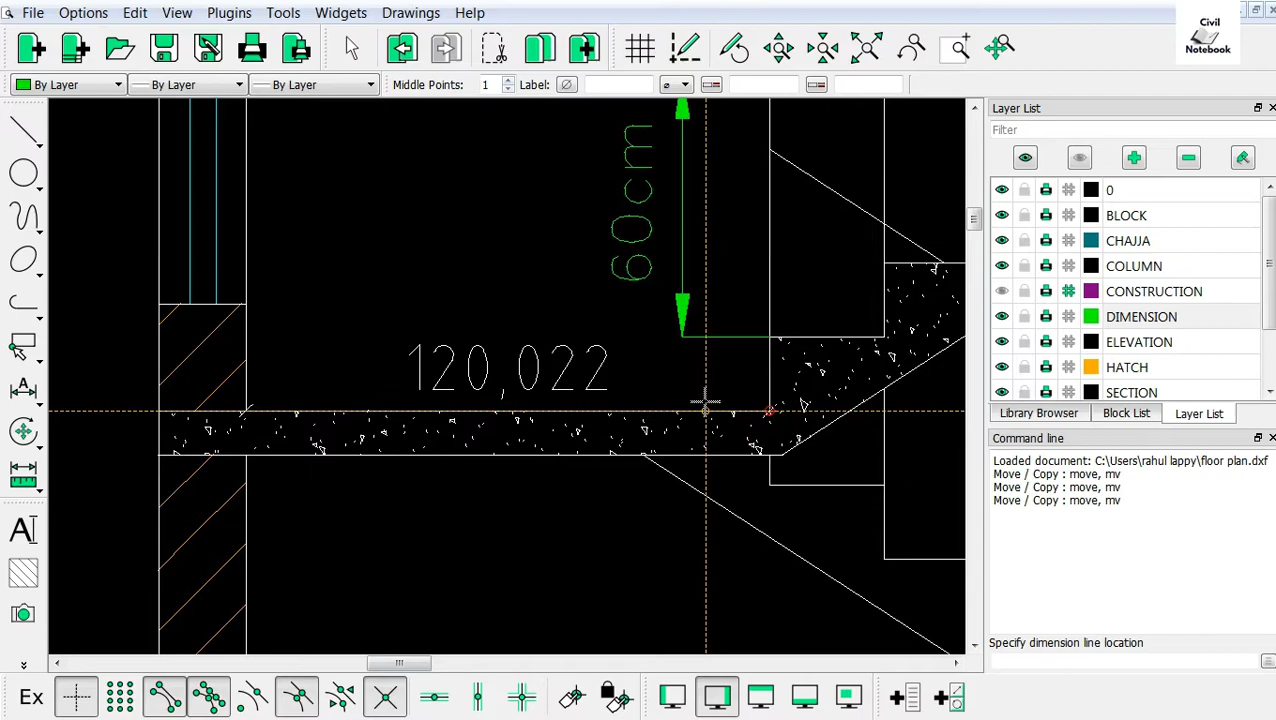 File Options Edit View Plugins Tools Widgets Drawings Help
Civil
Notebook
By Layer By Layer By Layer Middle Points: 1 Label:
Layer List
Filter
0
BLOCK
CHAJJA
COLUMN
CONSTRUCTION
DIMENSION
ELEVATION
HATCH
SECTION
Library Browser Block List Layer List
Command line
Loaded document: C:\Users\rahul lappy\floor plan.dxf
Move / Copy : move, mv
Move / Copy : move, mv
Move / Copy : move, mv
Specify dimension line location
60cm
120,022
A
A
Ex